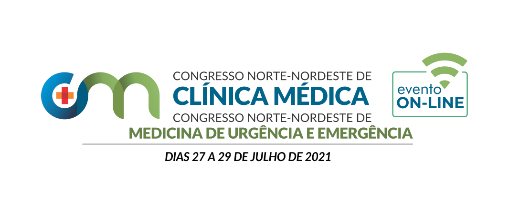 cm
CONGRESSO NORTE-NORDESTE DE
CLÍNICA MÉDICA
CONGRESSO NORTE-NORDESTE DE
MEDICINA DE URGÊNCIA E EMERGÊNCIA
DIAS 27 A 29 DE JULHO DE 2021
evento
ON-LINE